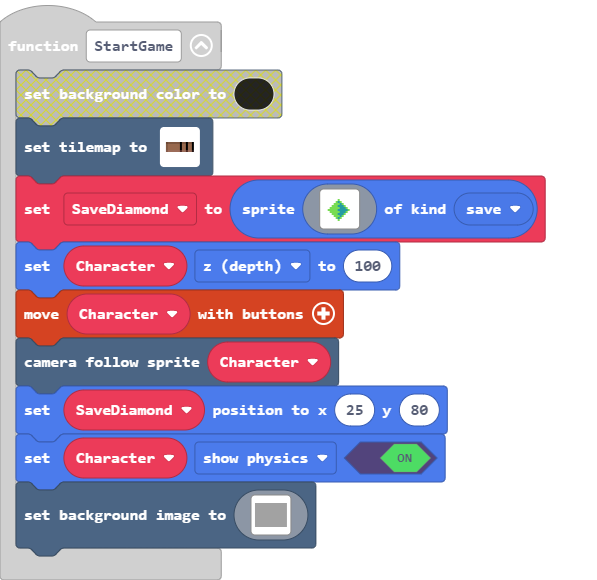 function StartGame
set background color to
set tilemap to
set SaveDiamond to sprite of kind save
set Character z (depth) to 100
move Character with buttons
camera follow sprite Character
set SaveDiamond position to x 25 y 80
set Character show physics ON
set background image to